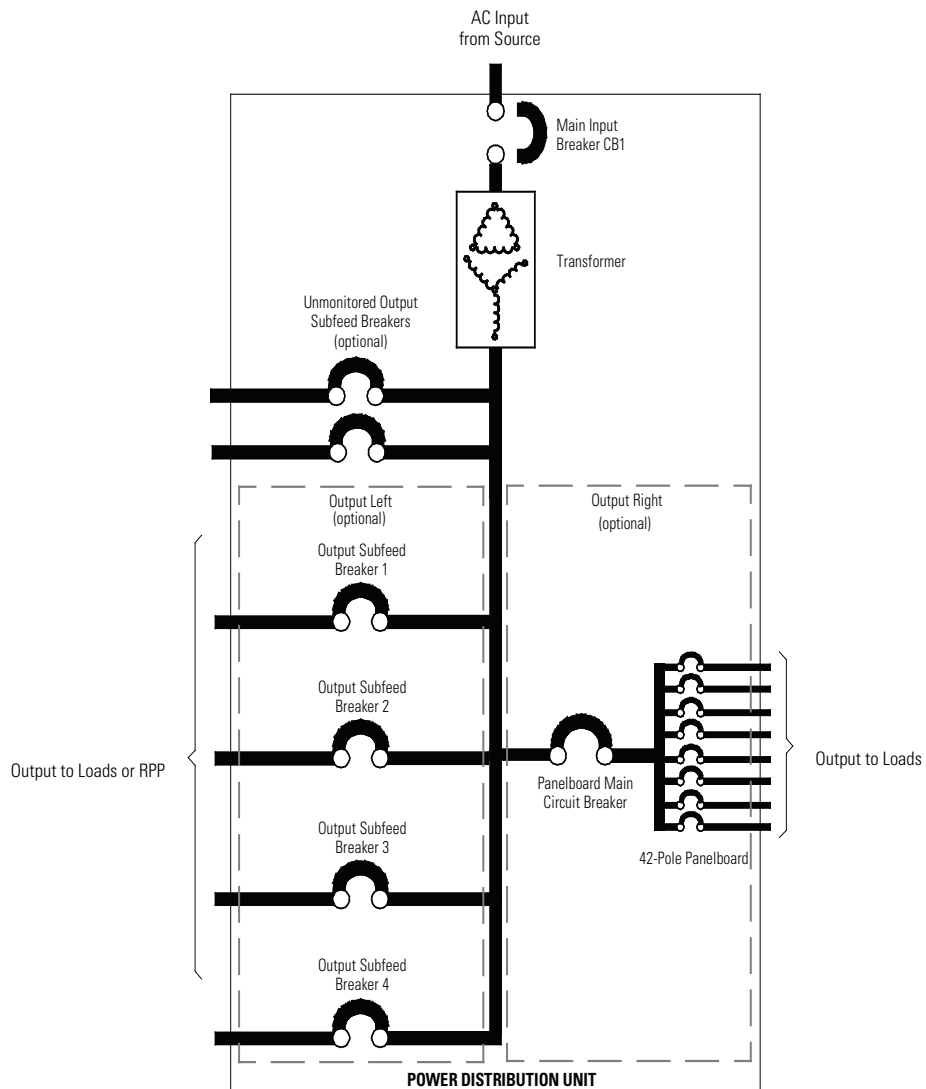 AC Input
from Source
Main Input
Breaker CB1
Transformer
Unmonitored Output
Subfeed Breakers
(optional)
Output Left
(optional)
Output Right
(optional)
Output Subfeed
Breaker 1
Output Subfeed
Breaker 2
Output to Loads or RPP
Panelboard Main
Circuit Breaker
Output to Loads
42-Pole Panelboard
Output Subfeed
Breaker 3
Output Subfeed
Breaker 4
POWER DISTRIBUTION UNIT